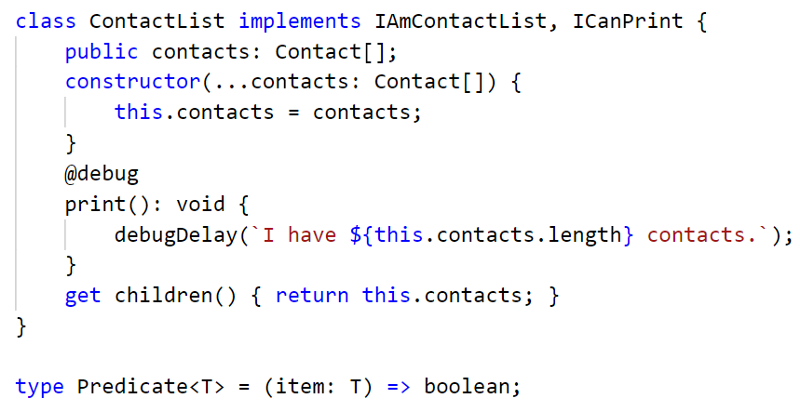 class ContactList implements IAmContactList, ICanPrint {
    public contacts: Contact[];
    constructor(...contacts: Contact[]) {
        this.contacts = contacts;
    }
    @debug
    print(): void {
        debugDelay(`I have ${this.contacts.length} contacts.`);
    }
    get children() { return this.contacts; }
}

type Predicate<T> = (item: T) => boolean;